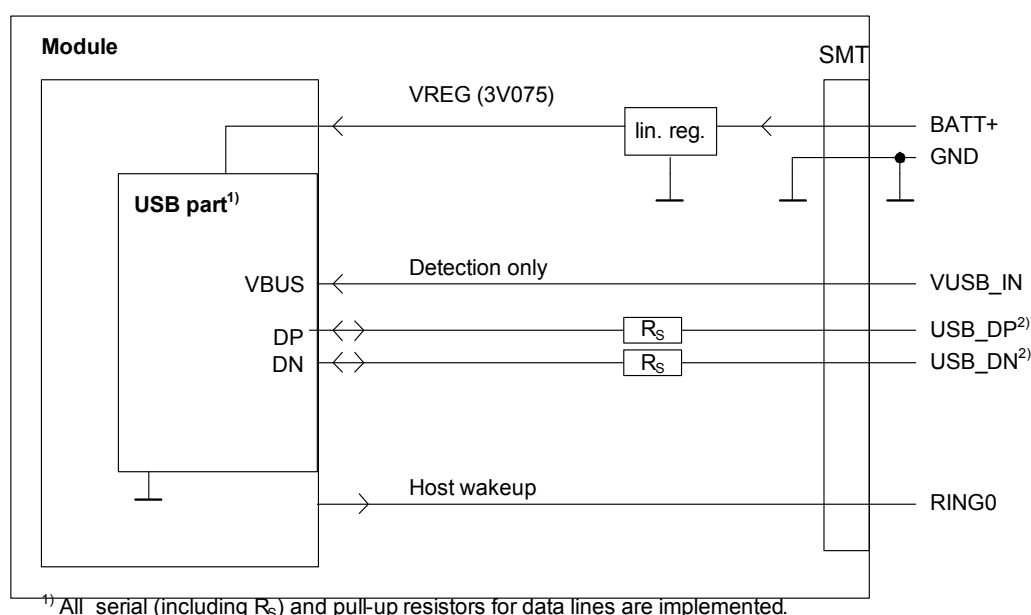 Module
SMT
VREG (3V075)
lin. reg.
BATT+
GND
USB part1)
Detection only
VBUS
VUSB_IN
DP
RS
USB_DP2)
DN
RS
USB_DN2)
Host wakeup
RING0
1) All serial (including RS) and pull-up resistors for data lines are implemented.